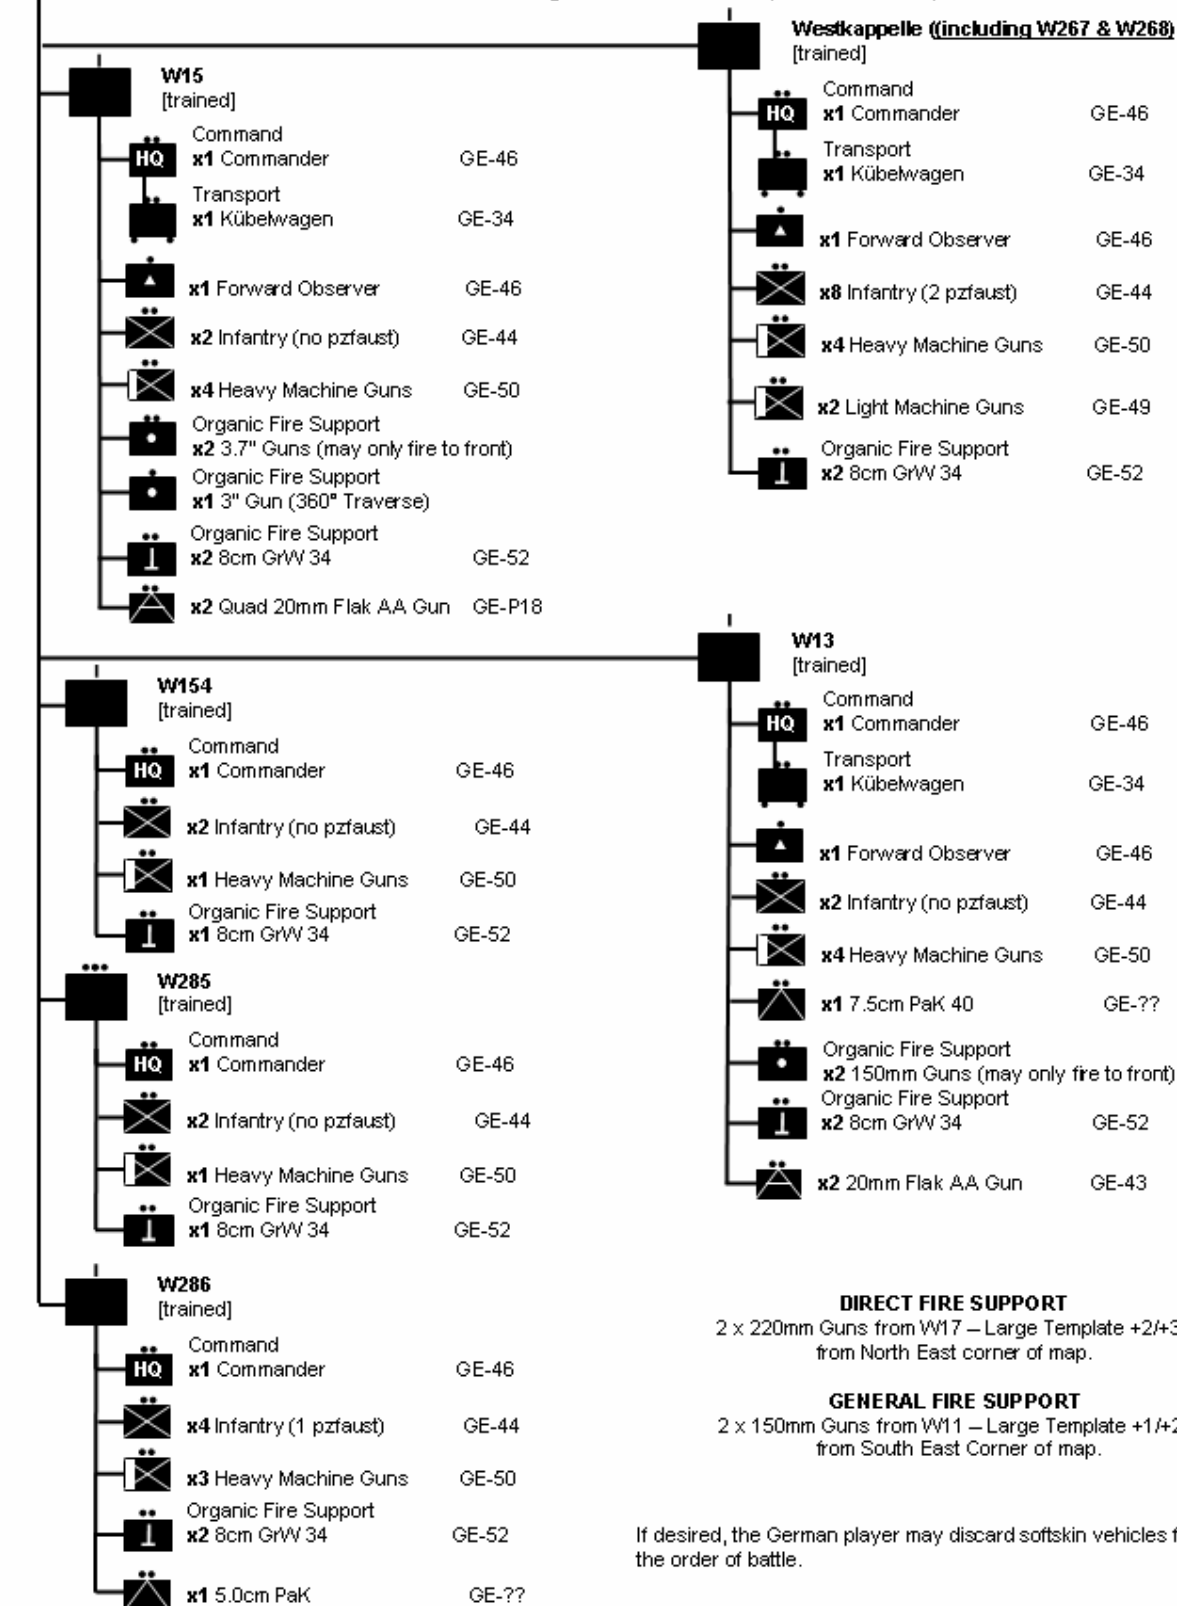 Westkappelle ((including W267 & W268)
[trained]
Command
HQ x1 Commander GE-46
Transport
x1 Kübelwagen GE-34
x1 Forward Observer GE-46
x8 Infantry (2 pzfaust) GE-44
x4 Heavy Machine Guns GE-50
x2 Light Machine Guns GE-49
Organic Fire Support
x2 8cm GrW 34 GE-52
W15
[trained]
Command
HQ x1 Commander GE-46
Transport
x1 Kübelwagen GE-34
x1 Forward Observer GE-46
x2 Infantry (no pzfaust) GE-44
x4 Heavy Machine Guns GE-50
Organic Fire Support
x2 3.7" Guns (may only fire to front)
Organic Fire Support
x1 3" Gun (360° Traverse)
Organic Fire Support
x2 8cm GrW 34 GE-52
x2 Quad 20mm Flak AA Gun GE-P18
W13
[trained]
Command
HQ x1 Commander GE-46
Transport
x1 Kübelwagen GE-34
x1 Forward Observer GE-46
x2 Infantry (no pzfaust) GE-44
x4 Heavy Machine Guns GE-50
x1 7.5cm PaK 40 GE-??
Organic Fire Support
x2 150mm Guns (may only fire to front)
Organic Fire Support
x2 8cm GrW 34 GE-52
x2 20mm Flak AA Gun GE-43
W154
[trained]
Command
HQ x1 Commander GE-46
x2 Infantry (no pzfaust) GE-44
x1 Heavy Machine Guns GE-50
Organic Fire Support
x1 8cm GrW 34 GE-52
W285
[trained]
Command
HQ x1 Commander GE-46
x2 Infantry (no pzfaust) GE-44
x1 Heavy Machine Guns GE-50
Organic Fire Support
x1 8cm GrW 34 GE-52
W286
[trained]
Command
HQ x1 Commander GE-46
x4 Infantry (1 pzfaust) GE-44
x3 Heavy Machine Guns GE-50
Organic Fire Support
x2 8cm GrW 34 GE-52
x1 5.0cm PaK GE-??
DIRECT FIRE SUPPORT
2 x 220mm Guns from W17 – Large Template +2/+3
from North East corner of map.
GENERAL FIRE SUPPORT
2 x 150mm Guns from W11 – Large Template +1/+2
from South East Corner of map.
If desired, the German player may discard softskin vehicles
the order of battle.